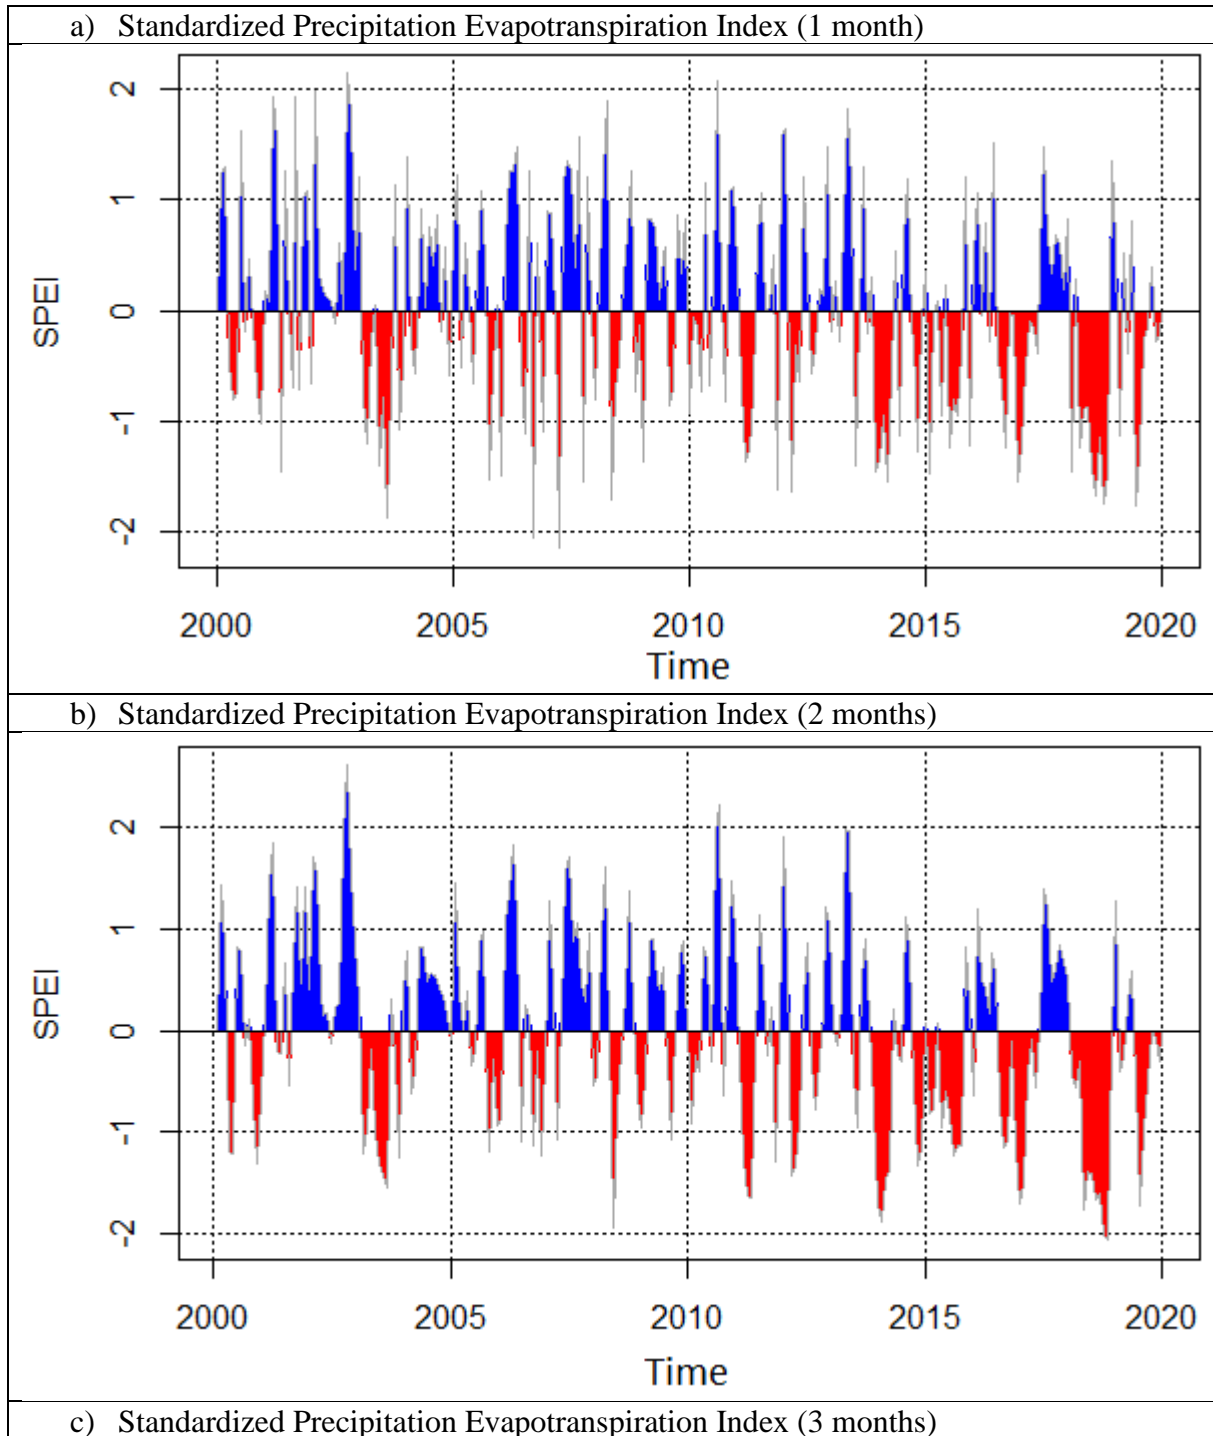 a) Standardized Precipitation Evapotranspiration Index (1 month)
2
1
0
-1
-2
SPEI
2000 2005 2010 2015 2020
Time
b) Standardized Precipitation Evapotranspiration Index (2 months)
2
1
0
-1
-2
SPEI
2000 2005 2010 2015 2020
Time
c) Standardized Precipitation Evapotranspiration Index (3 months)